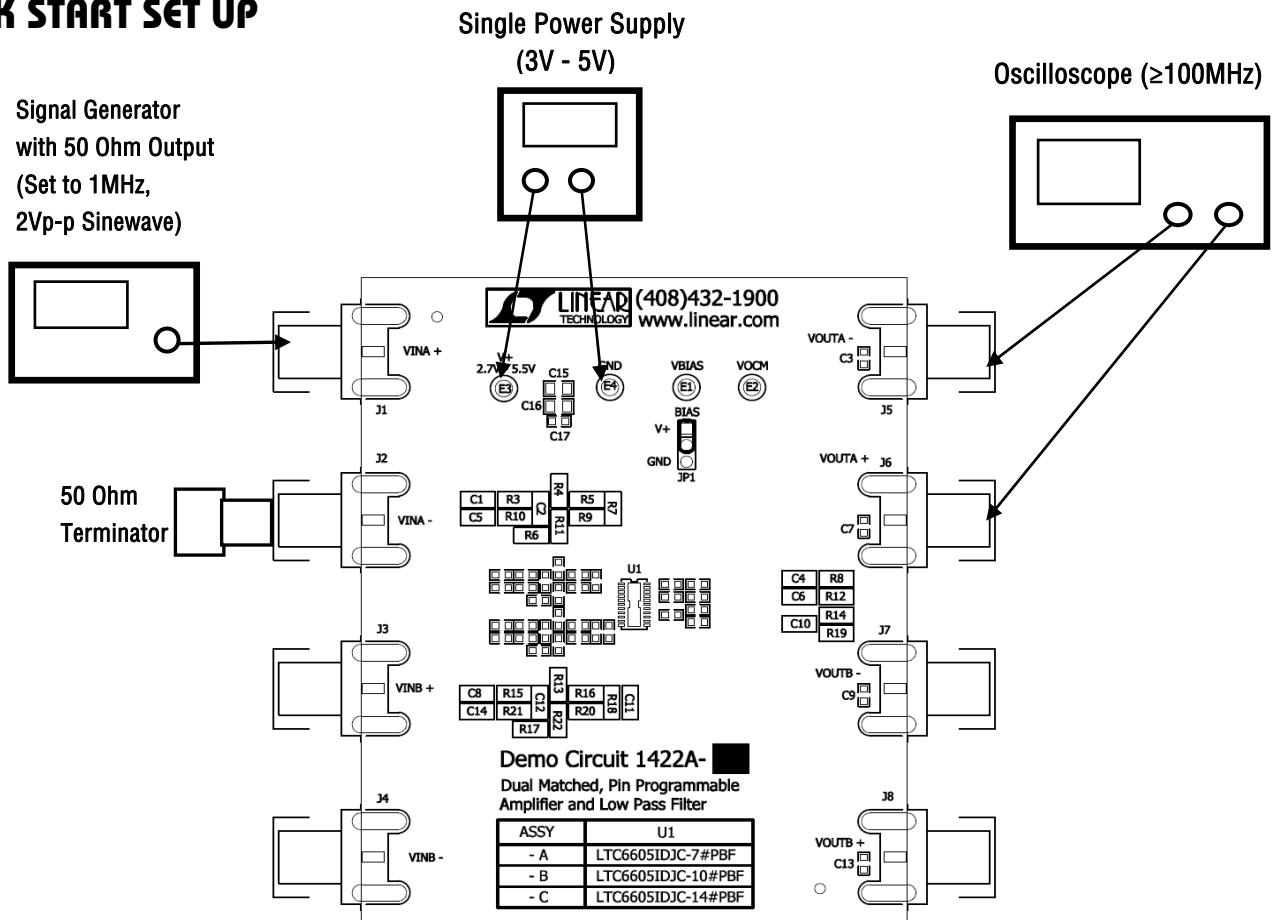 K START SET UP
Single Power Supply
(3V - 5V)
Oscilloscope (≥100MHz)
Signal Generator
with 50 Ohm Output
(Set to 1MHz,
2Vp-p Sinewave)
LINEAR
TECHNOLOGY
(408)432-1900
www.linear.com
VINA +
J1
V+
2.7V 5.5V
E3
C15
C16
C17
GND
E4
VBIAS
E1
VOCM
E2
BIAS
V+
GND
JP1
VOUTA -
C3
J5
50 Ohm
Terminator
J2
VINA -
C1
R3
C2
R4
R5
R7
C5
R10
R11
R9
R6
VOUTA +
J6
C7
U1
C4
R8
C6
R12
C10
R14
R19
J3
VINB +
C8
R15
C12
R13
R16
R18
C11
C14
R21
R22
R20
R17
J7
VOUTB -
C9
Demo Circuit 1422A-
Dual Matched, Pin Programmable
Amplifier and Low Pass Filter
ASSY U1
- A LTC6605IDJC-7#PBF
- B LTC6605IDJC-10#PBF
- C LTC6605IDJC-14#PBF
J4
VINB -
J8
VOUTB +
C13